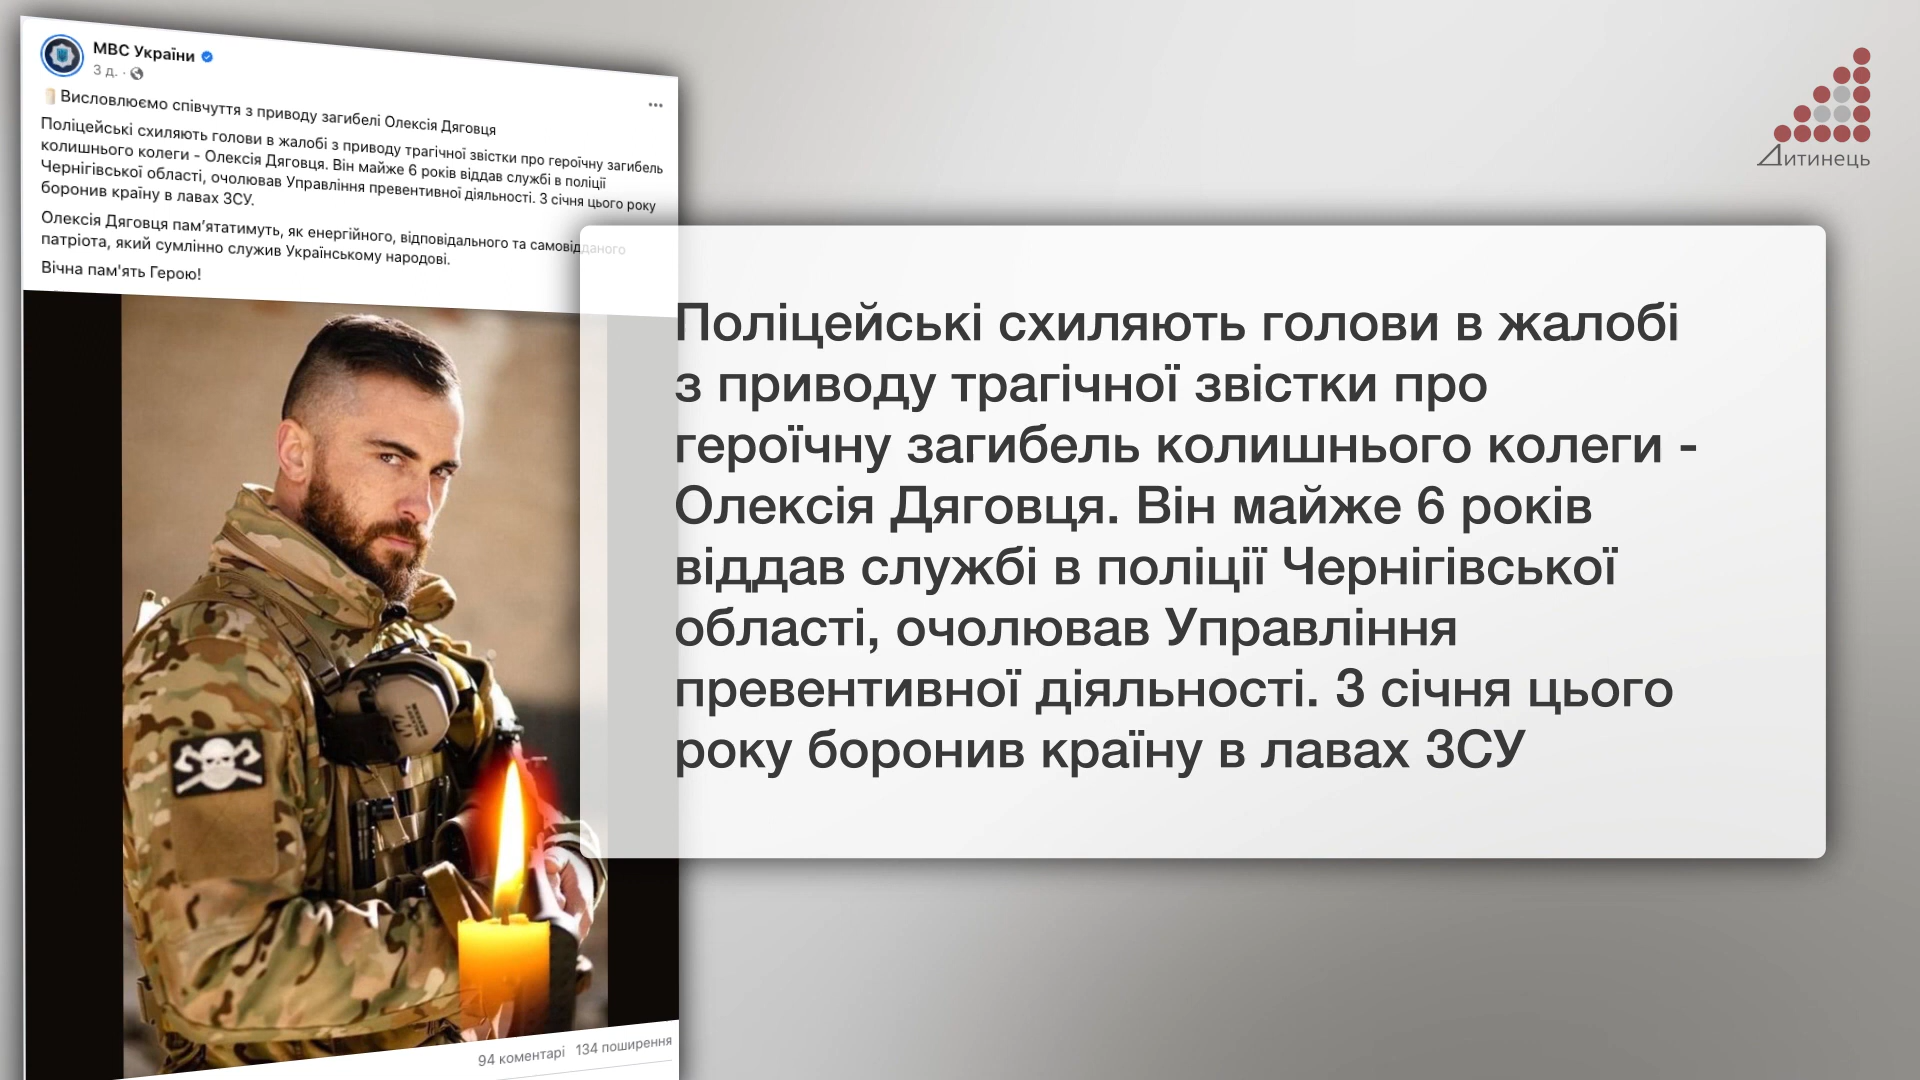 МВС України
3 д.
Висловлюємо співчуття з приводу загибелі Олексія Дяговця
Поліцейські схиляють голови в жалобі з приводу трагічної звістки про героїчну загибель
колишнього колеги - Олексія Дяговця. Він майже 6 років віддав службі в поліції
Чернігівської області, очолював Управління превентивної діяльності. З січня цього року
боронив країну в лавах ЗСУ.
Олексія Дяговця пам’ятатимуть, як енергійного, відповідального та самовідданого
патріота, який сумлінно служив Українському народові.
Вічна пам'ять Герою!
94 коментарі 134 поширення
Дитинець
Поліцейські схиляють голови в жалобі
з приводу трагічної звістки про
героїчну загибель колишнього колеги -
Олексія Дяговця. Він майже 6 років
віддав службі в поліції Чернігівської
області, очолював Управління
превентивної діяльності. З січня цього
року боронив країну в лавах ЗСУ